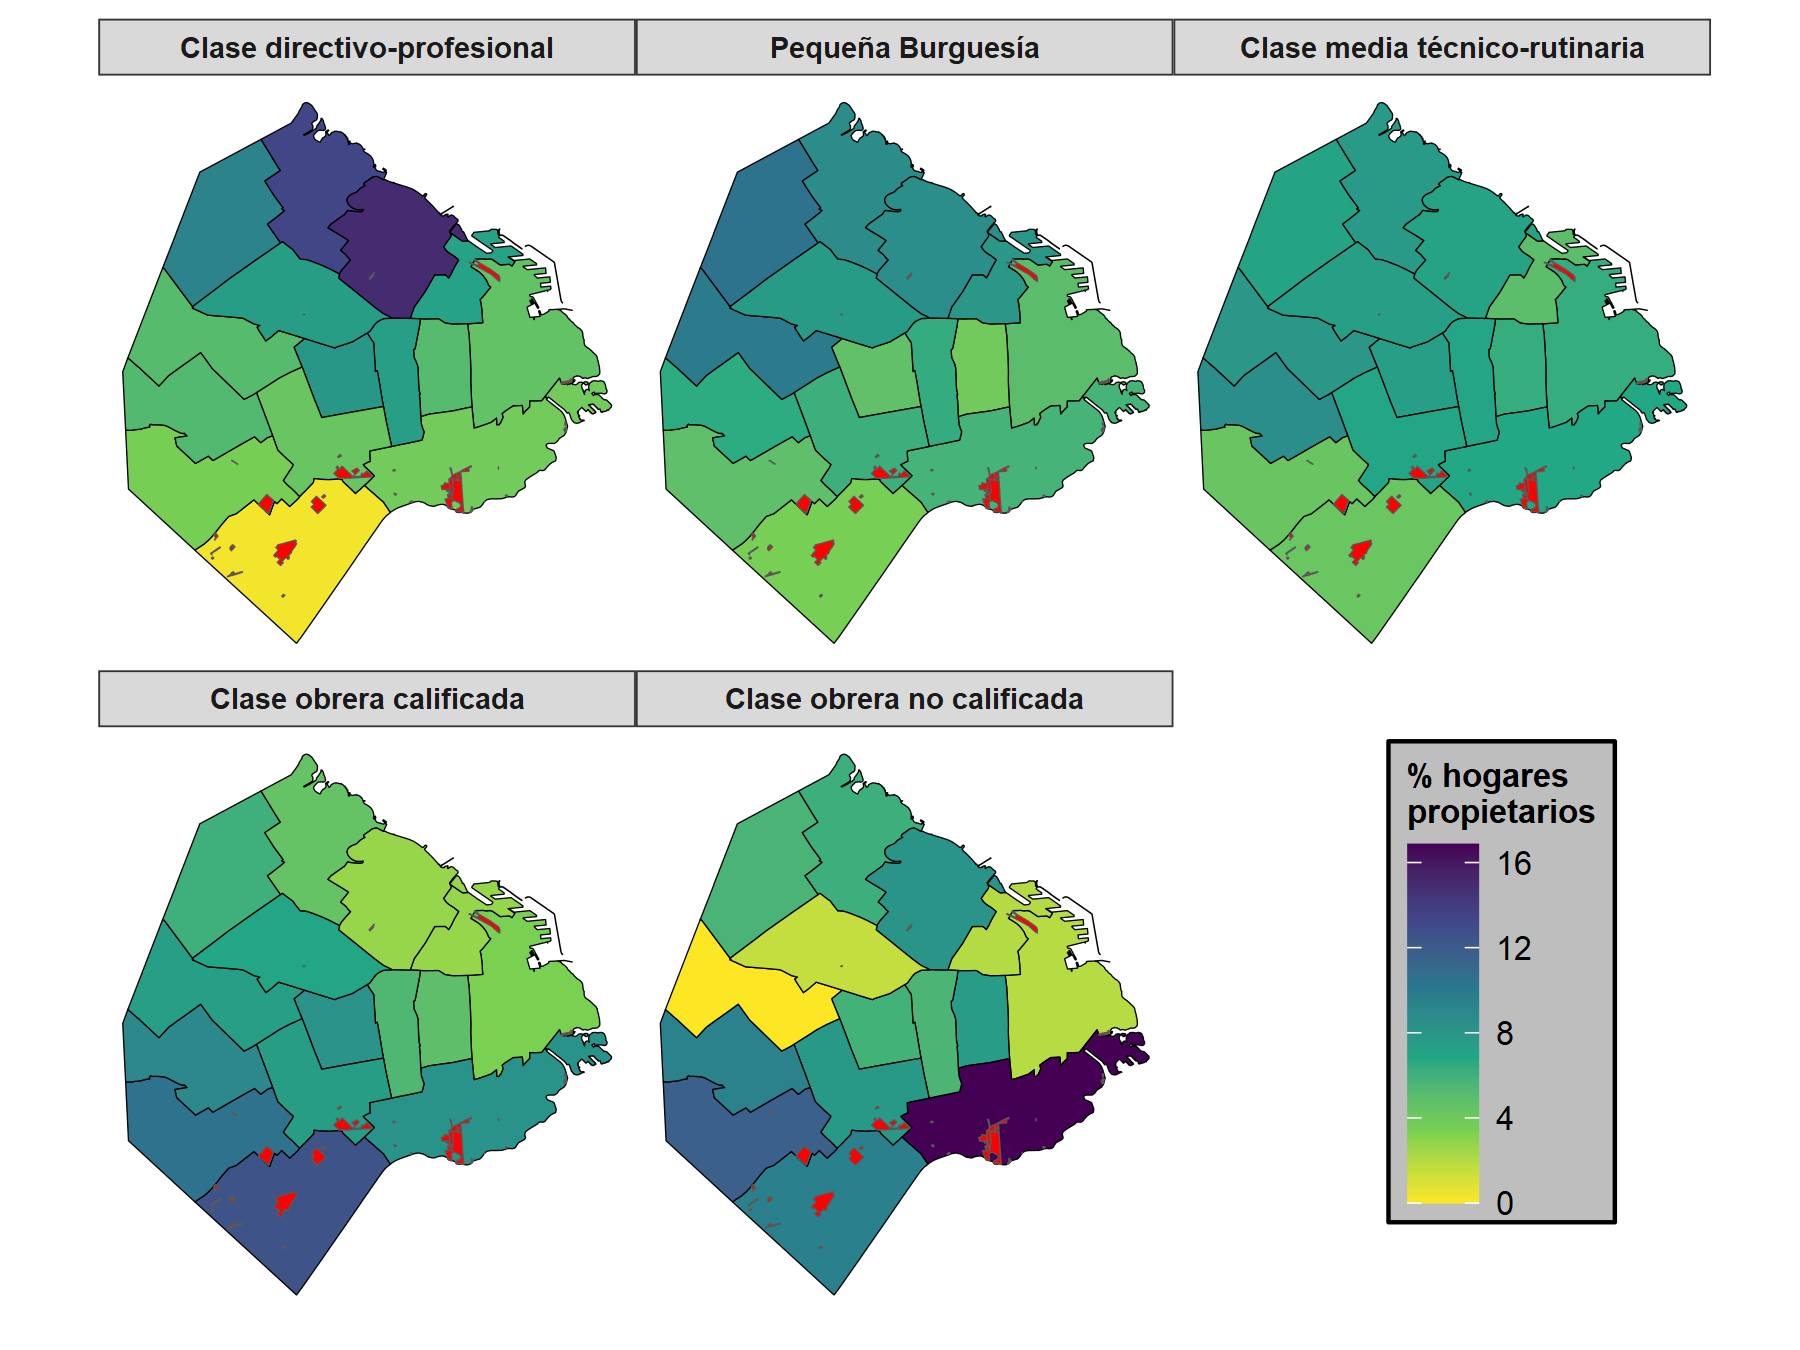 Clase directivo-profesional
Pequeña Burguesía
Clase media técnico-rutinaria
Clase obrera calificada
Clase obrera no calificada
% hogares
propietarios
16
12
8
4
0